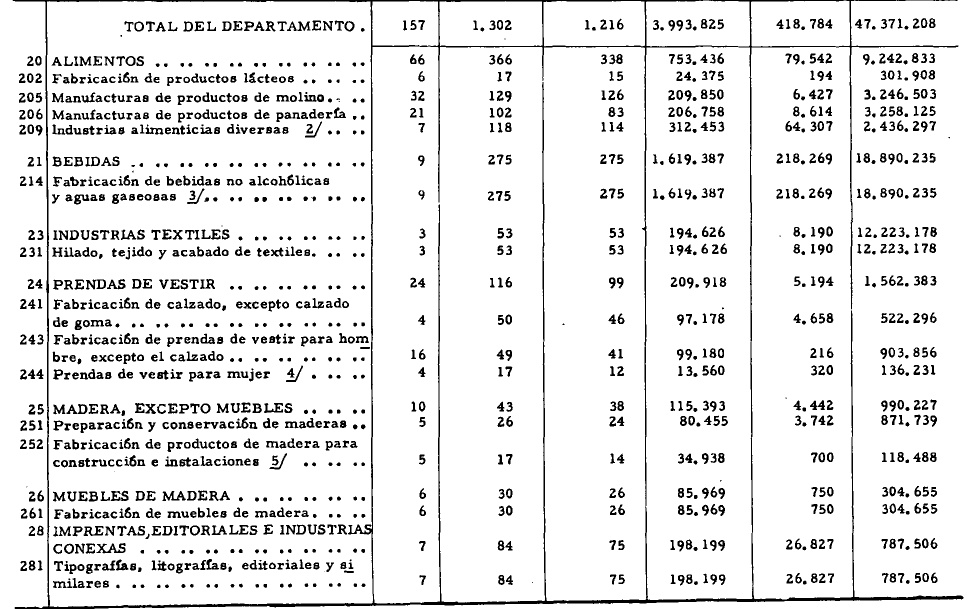 TOTAL DEL DEPARTAMENTO . 157 1.302 1.216 3.993.825 418.784 47.371.208
20 ALIMENTOS .. .. .. .. .. .. .. .. .. 66 366 338 753.436 79.542 9.242.833
202 Fabricación de productos lácteos .. .. .. 6 17 15 24.375 194 301.908
205 Manufacturas de productos de molino.. .. 32 129 126 209.850 6.427 3.246.503
206 Manufacturas de productos de panadería .. 21 102 83 206.758 8.614 3.258.125
209 Industrias alimenticias diversas 2/ .. .. 7 118 114 312.453 64.307 2.436.297
21 BEBIDAS .. .. .. .. .. .. .. .. .. .. 9 275 275 1.619.387 218.269 18.890.235
214 Fabricación de bebidas no alcohólicas
y aguas gaseosas 3/.. .. .. .. .. .. .. 9 275 275 1.619.387 218.269 18.890.235
23 INDUSTRIAS TEXTILES . .. .. .. .. .. 3 53 53 194.626 8.190 12.223.178
231 Hilado, tejido y acabado de textiles. .. .. 3 53 53 194.626 8.190 12.223.178
24 PRENDAS DE VESTIR .. .. .. .. .. .. 24 116 99 209.918 5.194 1.562.383
241 Fabricación de calzado, excepto calzado
de goma. .. .. .. .. .. .. .. .. .. .. 4 50 46 97.178 4.658 522.296
243 Fabricación de prendas de vestir para hom
bre, excepto el calzado .. .. .. .. .. .. 16 49 41 99.180 216 903.856
244 Prendas de vestir para mujer 4/ . .. .. 4 17 12 13.560 320 136.231
25 MADERA, EXCEPTO MUEBLES .. .. .. 10 43 38 115.393 4.442 990.227
251 Preparación y conservación de maderas .. 5 26 24 80.455 3.742 871.739
252 Fabricación de productos de madera para
construcción e instalaciones 5/ .. .. .. 5 17 14 34.938 700 118.488
26 MUEBLES DE MADERA . .. .. .. .. .. 6 30 26 85.969 750 304.655
261 Fabricación de muebles de madera. .. .. 6 30 26 85.969 750 304.655
28 IMPRENTAS, EDITORIALES E INDUSTRIAS
CONEXAS . .. .. .. .. .. .. .. .. .. 7 84 75 198.199 26.827 787.506
281 Tipografías, litografías, editoriales y si
milares . .. .. .. .. .. .. .. .. .. .. 7 84 75 198.199 26.827 787.506